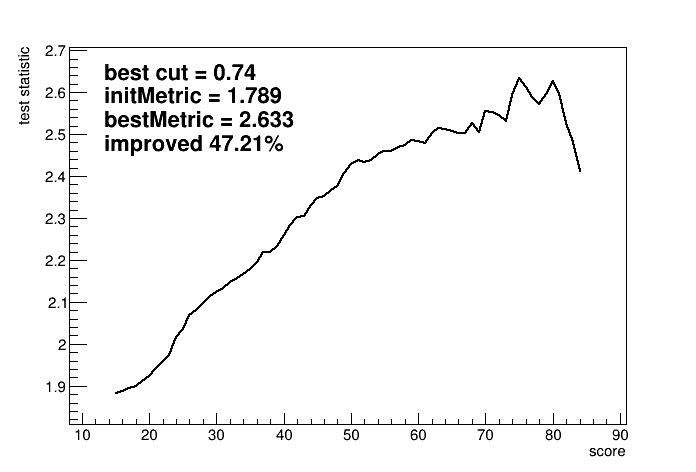 2.7
test statistic
best cut = 0.74
2.6
initMetric = 1.789
bestMetric = 2.633
2.5
improved 47.21%
2.4
2.3
2.2
2.1
2
1.9
10 20 30 40 50 60 70 80 90
score